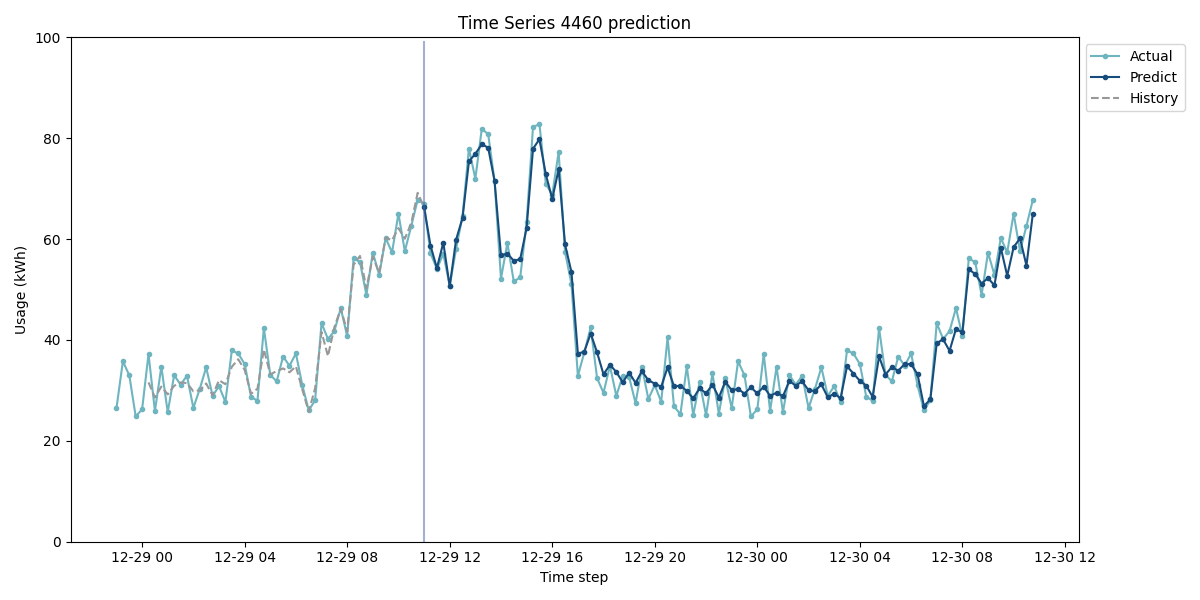 Time Series 4460 prediction
100
80
60
40
20
0
Usage (kWh)
12-29 00
12-29 04
12-29 08
12-29 12
12-29 16
12-29 20
12-30 00
12-30 04
12-30 08
12-30 12
Time step
Actual
Predict
History